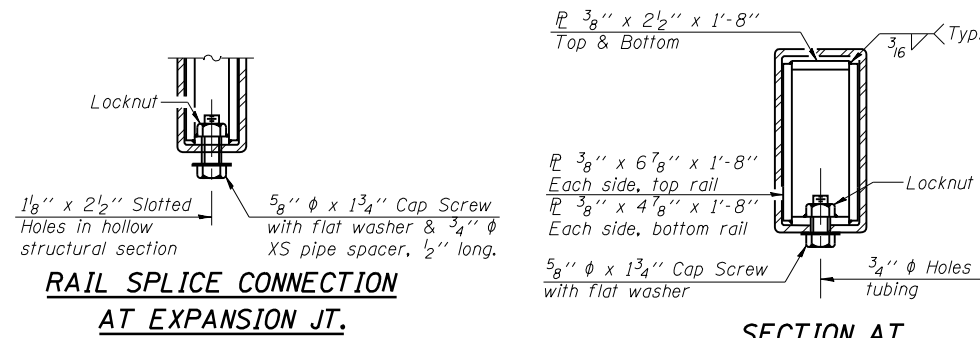 Locknut
1 1/8" x 2 1/2" Slotted
Holes in hollow
structural section
5/8" φ x 1 3/4" Cap Screw
with flat washer & 3/4" φ
XS pipe spacer, 1/2" long.
RAIL SPLICE CONNECTION
AT EXPANSION JT.
℄ 3/8" x 2 1/2" x 1'-8"
Top & Bottom
3/16
Typ.
℄ 3/8" x 6 7/8" x 1'-8"
Each side, top rail
℄ 3/8" x 4 7/8" x 1'-8"
Each side, bottom rail
Locknut
5/8" φ x 1 3/4" Cap Screw
with flat washer
3/4" φ Holes
tubing
SECTION AT